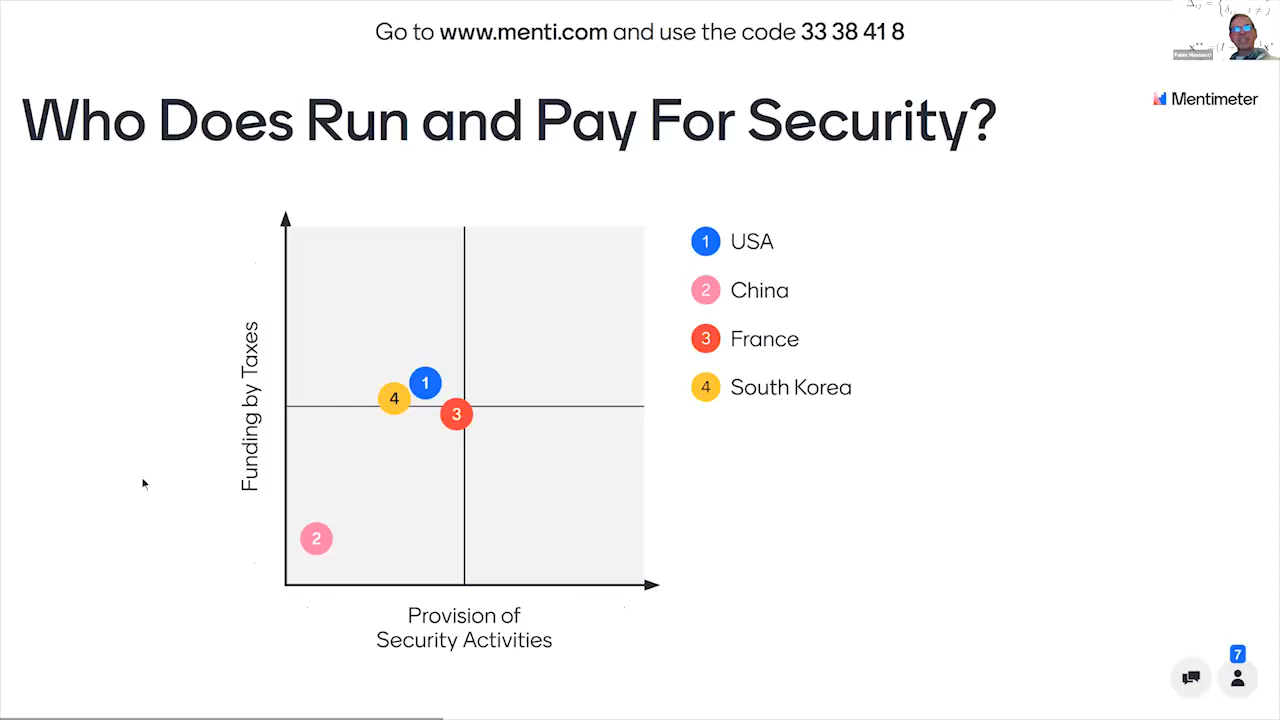 Go to www.menti.com and use the code 33 38 41 8
Fabio Massacci
Mentimeter
Who Does Run and Pay For Security?
Funding by Taxes
1
4
3
2
Provision of
Security Activities
1 USA
2 China
3 France
4 South Korea
7